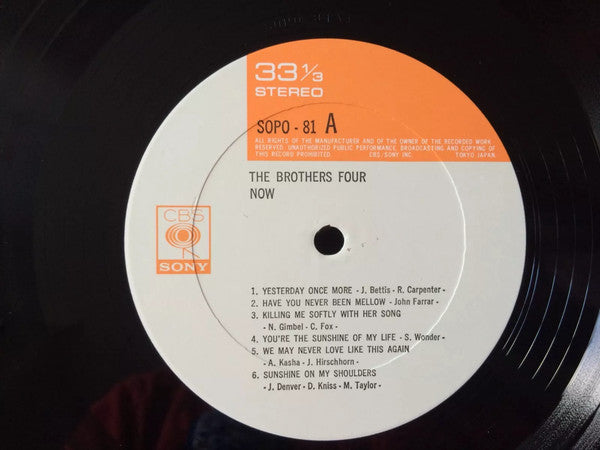 33 1/3
STEREO
SOPO - 81 A
ALL RIGHTS OF THE MANUFACTURER AND OF THE OWNER OF THE RECORDED WORK
RESERVED. UNAUTHORIZED PUBLIC PERFORMANCE, BROADCASTING AND COPYING OF
THIS RECORD PROHIBITED CBS/SONY INC. TOKYO JAPAN.
THE BROTHERS FOUR
NOW
CBS
SONY
1. YESTERDAY ONCE MORE - J. Bettis - R. Carpenter -
2. HAVE YOU NEVER BEEN MELLOW - John Farrar -
3. KILLING ME SOFTLY WITH HER SONG
- N. Gimbel - C. Fox -
4. YOU'RE THE SUNSHINE OF MY LIFE - S. Wonder -
5. WE MAY NEVER LOVE LIKE THIS AGAIN
- A. Kasha - J. Hirschhorn -
6. SUNSHINE ON MY SHOULDERS
- J. Denver - D. Kniss - M. Taylor -